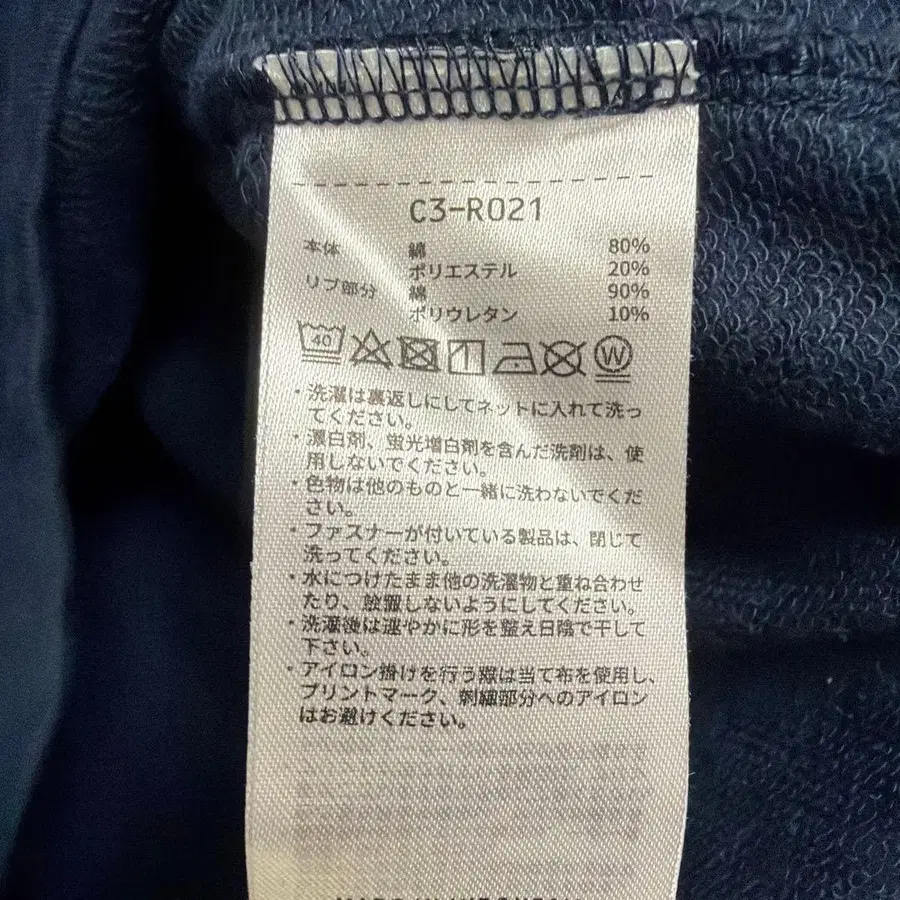 C3-R021
本体 綿 80%
ポリエステル 20%
リブ部分 綿 90%
ポリウレタン 10%
40 W
・洗濯は裏返しにしてネットに入れて洗っ
てください。
・漂白剤、蛍光増白剤を含んだ洗剤は、使
用しないでください。
・色物は他のものと一緒に洗わないでくだ
さい。
・ファスナーが付いている製品は、閉じて
洗ってください。
・水につけたまま他の洗濯物と重ね合わせ
たり、放置しないようにしてください。
・洗濯後は速やかに形を整え日陰で干して
下さい。
・アイロン掛けを行う際は当て布を使用し、
プリントマーク、刺繍部分へのアイロン
はお避けください。